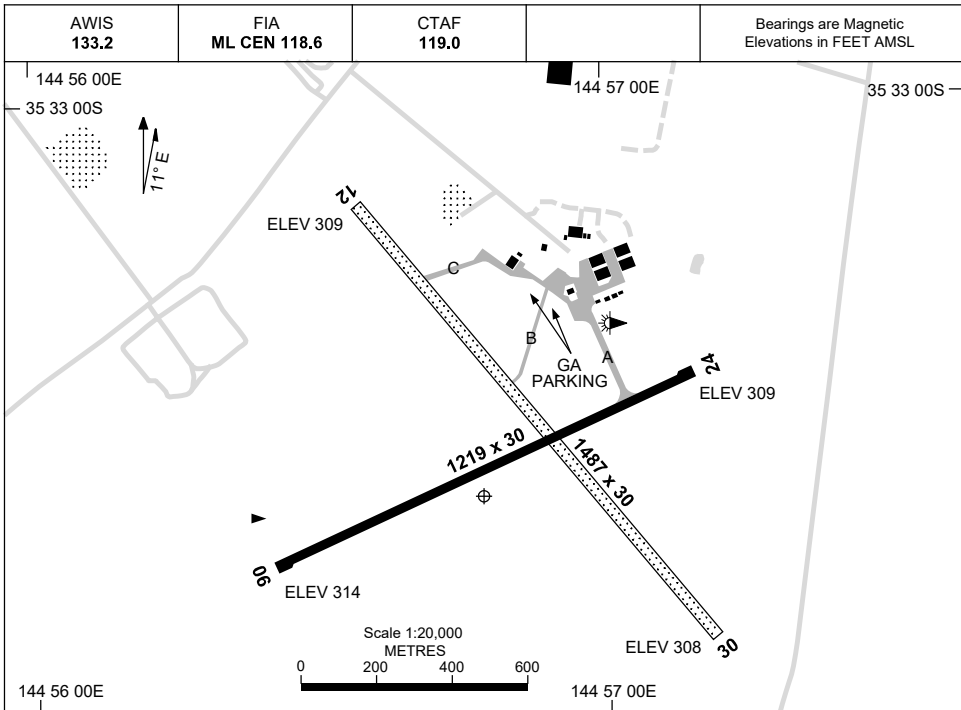 AWIS
133.2
FIA
ML CEN 118.6
CTAF
119.0
Bearings are Magnetic
Elevations in FEET AMSL
144 56 00E
144 57 00E
35 33 00S
35 33 00S
11° E
12
ELEV 309
C
B
A
GA
PARKING
24
ELEV 309
1219 x 30
1487 x 30
06
ELEV 314
Scale 1:20,000
METRES
0 200 400 600
ELEV 308
30
144 56 00E
144 57 00E